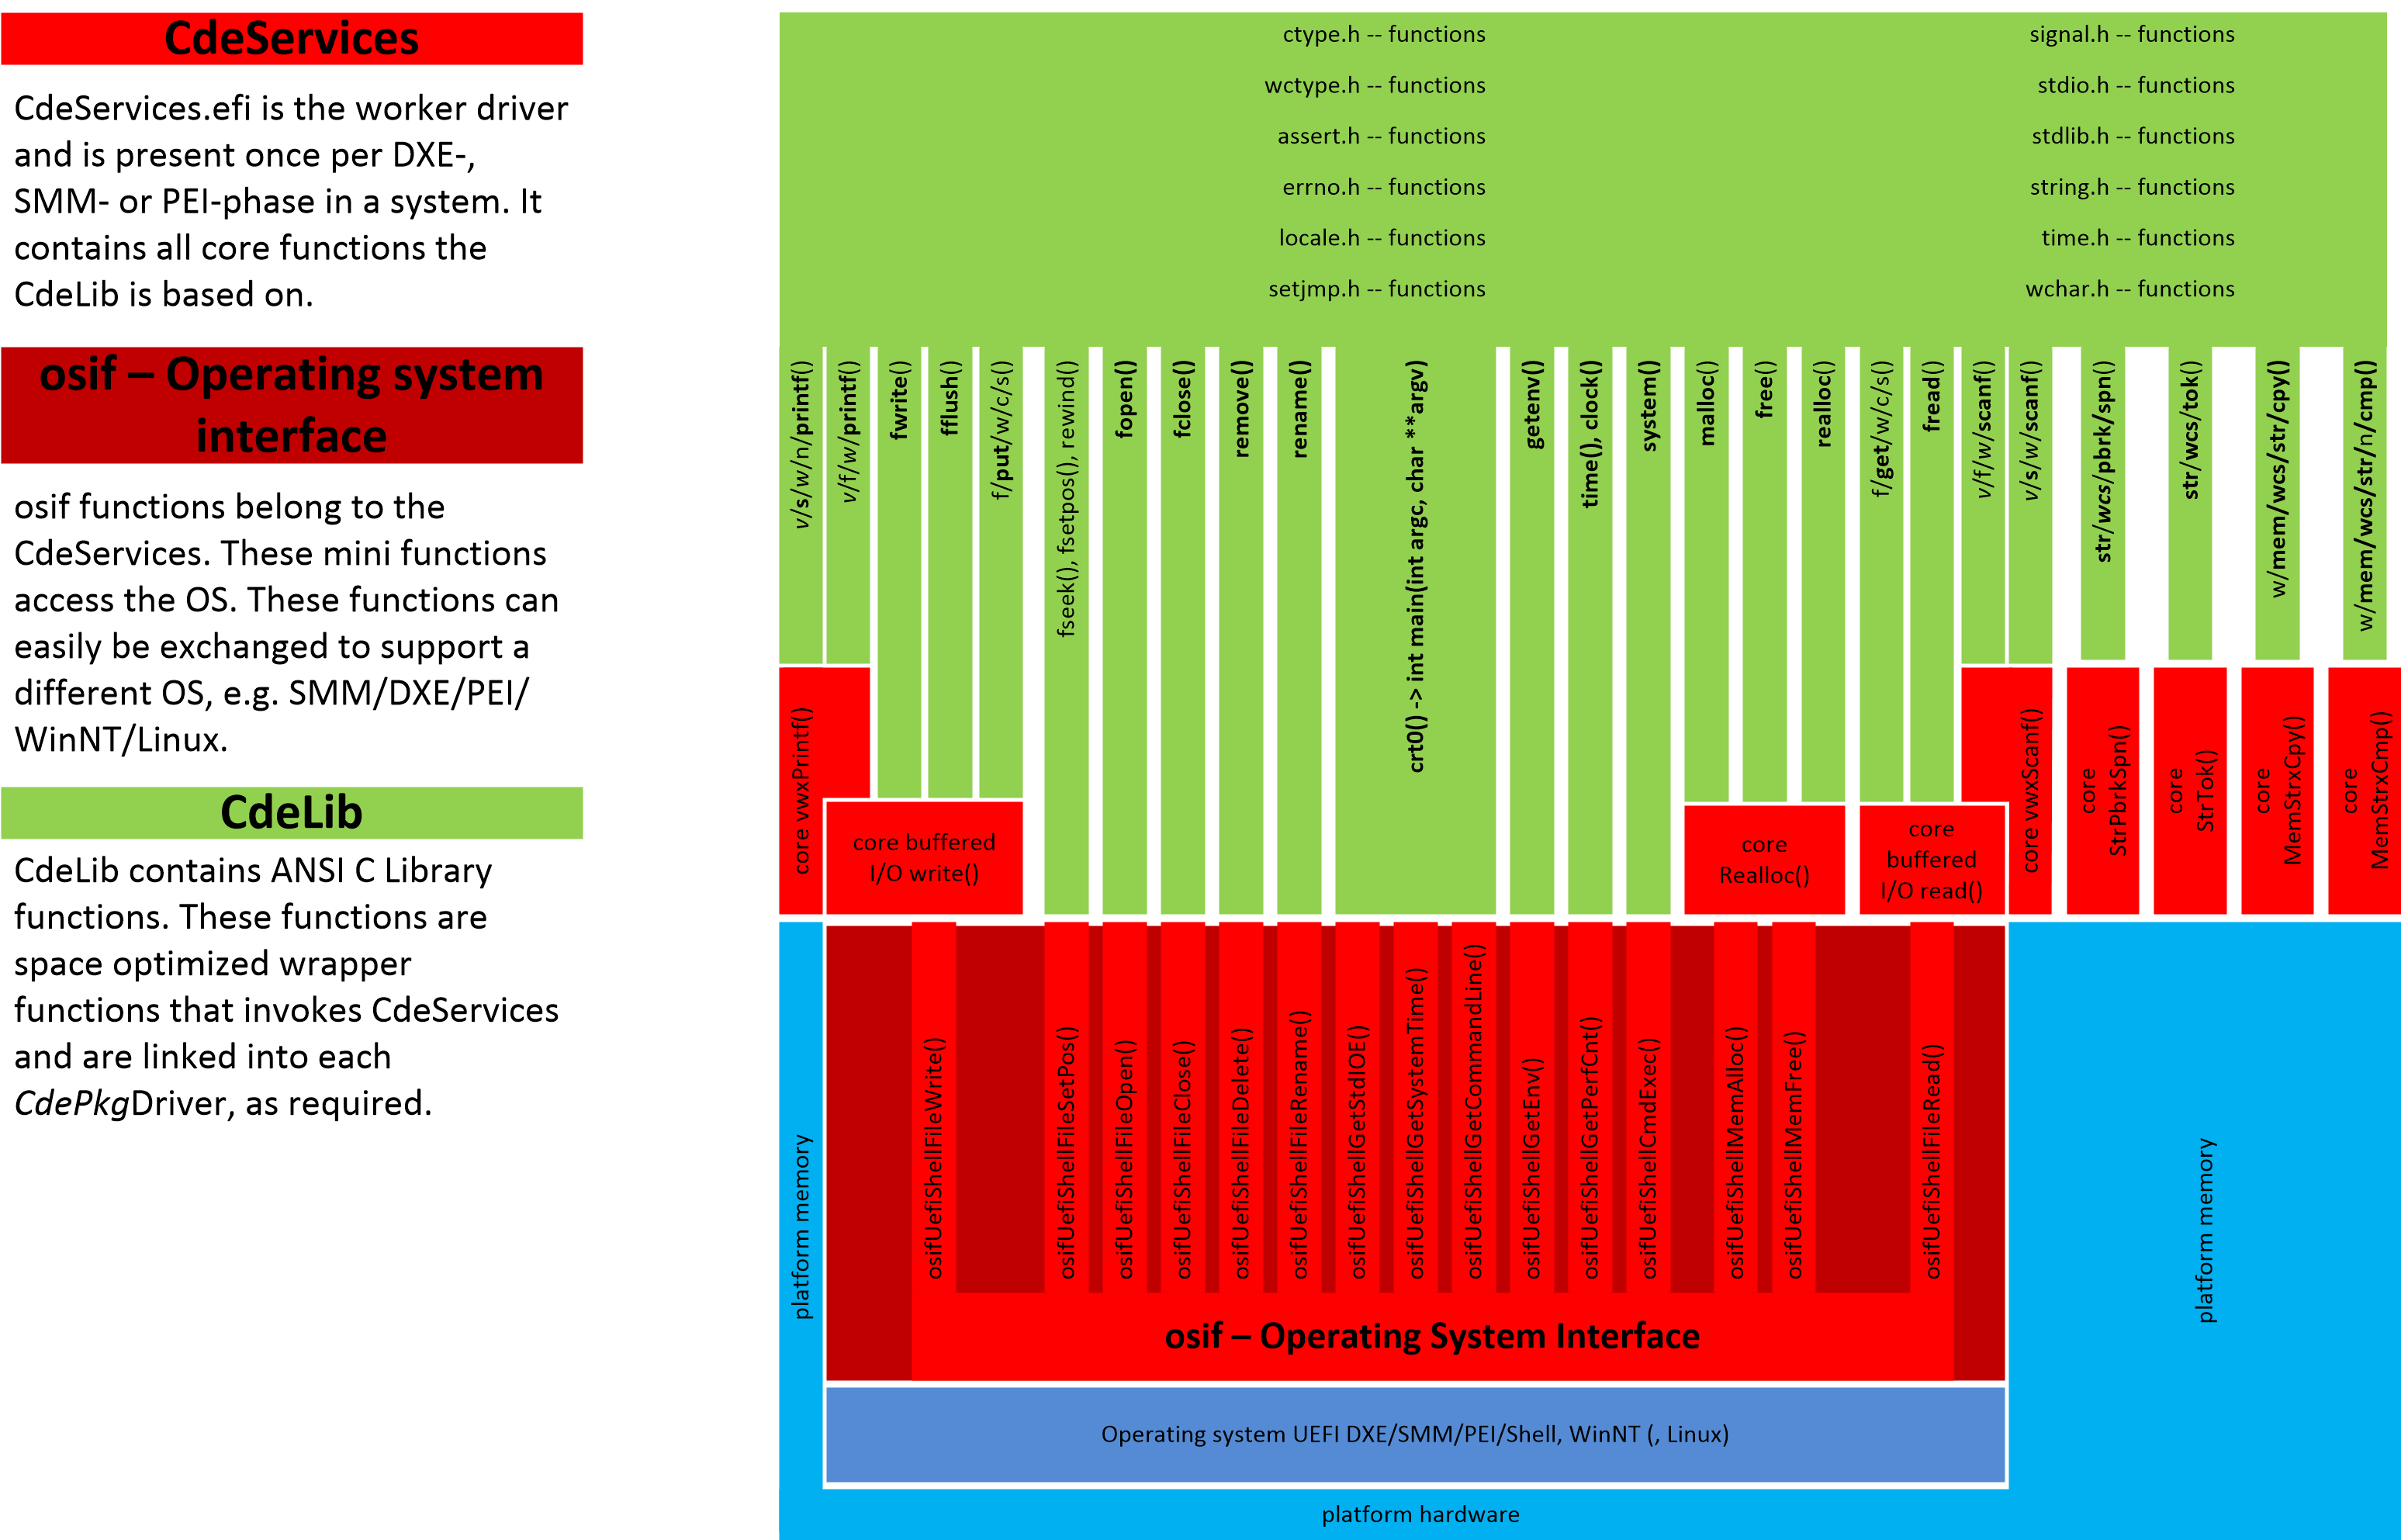 CdeServices
CdeServices.efi is the worker driver
and is present once per DXE-,
SMM- or PEI-phase in a system. It
contains all core functions the
CdeLib is based on.
osif – Operating system
interface
osif functions belong to the
CdeServices. These mini functions
access the OS. These functions can
easily be exchanged to support a
different OS, e.g. SMM/DXE/PEI/
WinNT/Linux.
CdeLib
CdeLib contains ANSI C Library
functions. These functions are
space optimized wrapper
functions that invokes CdeServices
and are linked into each
CdePkgDriver, as required.
ctype.h -- functions
wctype.h -- functions
assert.h -- functions
errno.h -- functions
locale.h -- functions
setjmp.h -- functions
signal.h -- functions
stdio.h -- functions
stdlib.h -- functions
string.h -- functions
time.h -- functions
wchar.h -- functions
v/s/w/n/printf()
v/f/w/printf()
fwrite()
fflush()
f/put/w/c/s()
fseek(), fsetpos(), rewind()
fopen()
fclose()
remove()
rename()
crt0() -> int main(int argc, char **argv)
getenv()
time(), clock()
system()
malloc()
free()
realloc()
f/get/w/c/s()
fread()
v/f/w/scanf()
v/s/w/scanf()
str/wcs/pbrk/spn()
str/wcs/tok()
w/mem/wcs/str/cpy()
w/mem/wcs/str/n/cmp()
core vwxPrintf()
core buffered
I/O write()
core
Realloc()
core
buffered
I/O read()
core vwxScanf()
core
StrPbrkSpn()
core
StrTok()
core
MemStrxCpy()
core
MemStrxCmp()
platform memory
osifUefiShellFileWrite()
osifUefiShellFileSetPos()
osifUefiShellFileOpen()
osifUefiShellFileClose()
osifUefiShellFileDelete()
osifUefiShellFileRename()
osifUefiShellGetStdIOE()
osifUefiShellGetSystemTime()
osifUefiShellGetCommandLine()
osifUefiShellGetEnv()
osifUefiShellGetPerfCnt()
osifUefiShellCmdExec()
osifUefiShellMemAlloc()
osifUefiShellMemFree()
osifUefiShellFileRead()
platform memory
osif – Operating System Interface
Operating system UEFI DXE/SMM/PEI/Shell, WinNT (, Linux)
platform hardware